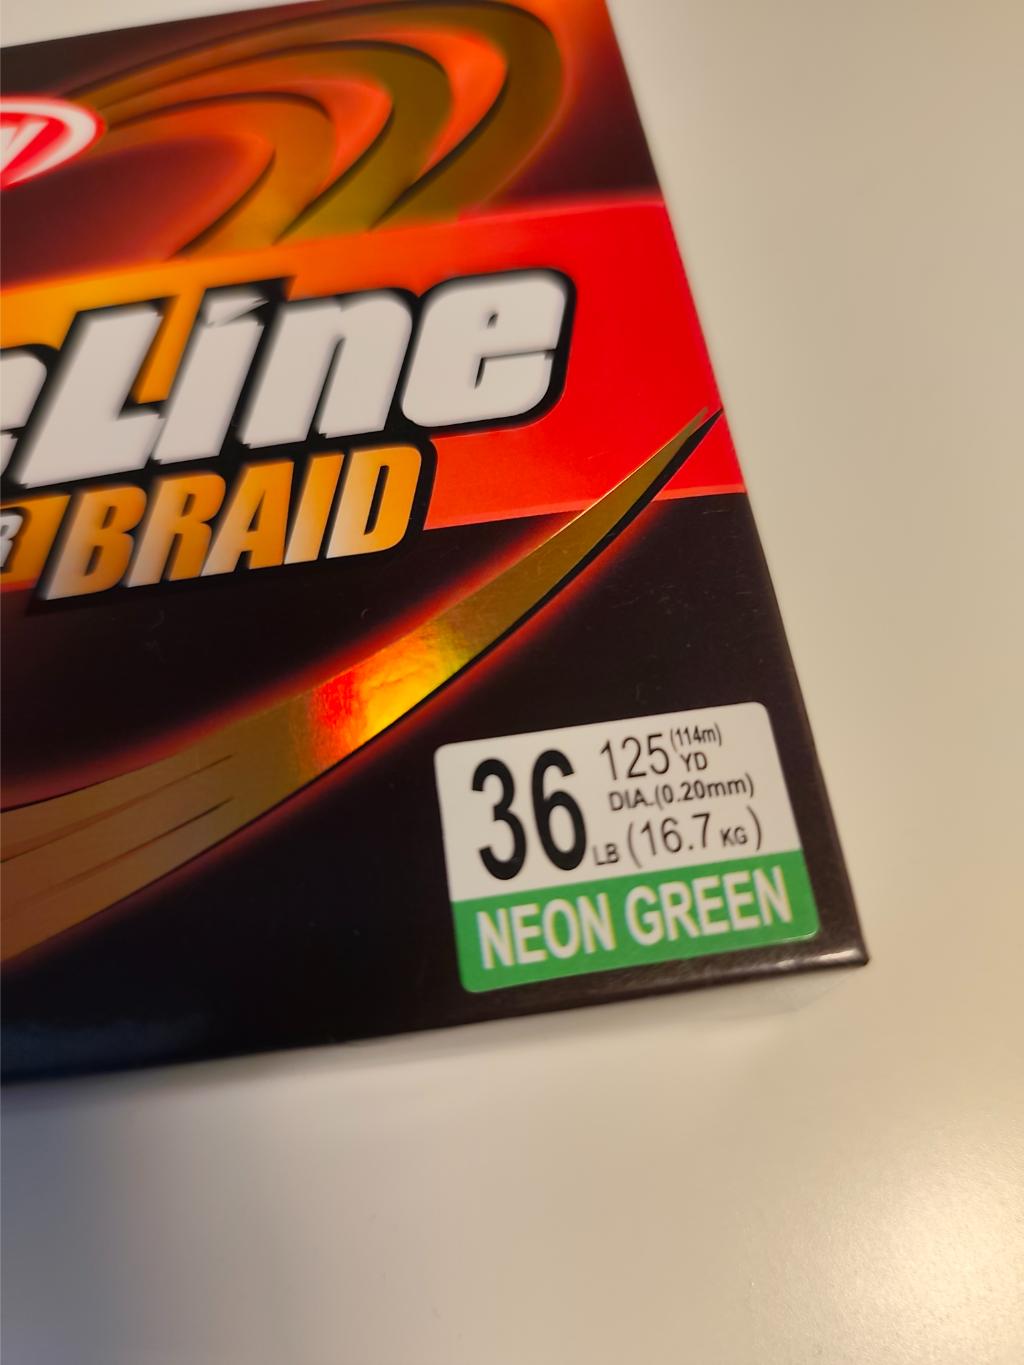 Line
BRAID
36 LB
125 YD (114m)
DIA.(0.20mm)
(16.7 KG)
NEON GREEN